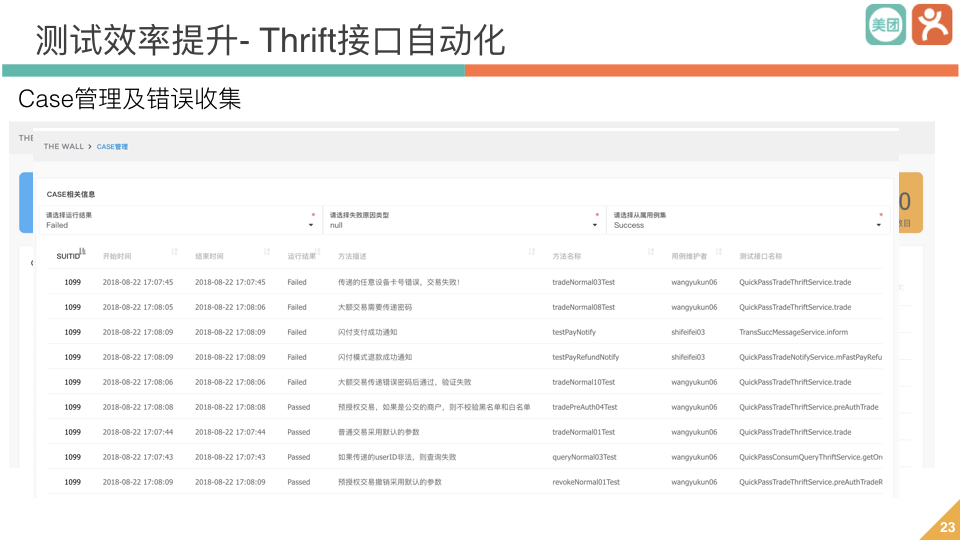 测试效率提升- Thrift接口自动化
美团
Case管理及错误收集
THE
THE WALL > CASE管理
CASE相关信息
请选择运行结果 * 请选择失败原因类型 * 请选择从属用例集 *
Failed null Success
SUITID 开始时间 结束时间 运行结果 方法描述 方法名称 用例维护者 测试接口名称
1099 2018-08-22 17:07:45 2018-08-22 17:07:45 Failed 传递的任意设备卡号错误，交易失败！ tradeNormal03Test wangyukun06 QuickPassTradeThriftService.trade
1099 2018-08-22 17:08:05 2018-08-22 17:08:06 Failed 大额交易需要传递密码 tradeNormal08Test wangyukun06 QuickPassTradeThriftService.trade
1099 2018-08-22 17:08:09 2018-08-22 17:08:09 Failed 闪付支付成功通知 testPayNotify shifeifei03 TransSuccMessageService.inform
1099 2018-08-22 17:08:09 2018-08-22 17:08:09 Failed 闪付模式退款成功通知 testPayRefundNotify shifeifei03 QuickPassTradeNotifyService.mFastPayRefu
1099 2018-08-22 17:08:06 2018-08-22 17:08:06 Failed 大额交易传递错误密码后通过，验证失败 tradeNormal10Test wangyukun06 QuickPassTradeThriftService.trade
1099 2018-08-22 17:08:08 2018-08-22 17:08:08 Passed 预授权交易，如果是公交的商户，则不校验黑名单和白名单 tradePreAuth04Test wangyukun06 QuickPassTradeThriftService.preAuthTrade
1099 2018-08-22 17:07:44 2018-08-22 17:07:44 Passed 普通交易采用默认的参数 tradeNormal01Test wangyukun06 QuickPassTradeThriftService.trade
1099 2018-08-22 17:07:43 2018-08-22 17:07:43 Passed 如果传递的userID非法，则查询失败 queryNormal03Test wangyukun06 QuickPassConsumQueryThriftService.getOr
1099 2018-08-22 17:08:09 2018-08-22 17:08:09 Passed 预授权交易撤销采用默认的参数 revokeNormal01Test wangyukun06 QuickPassTradeThriftService.preAuthTradeR
0
数目
23